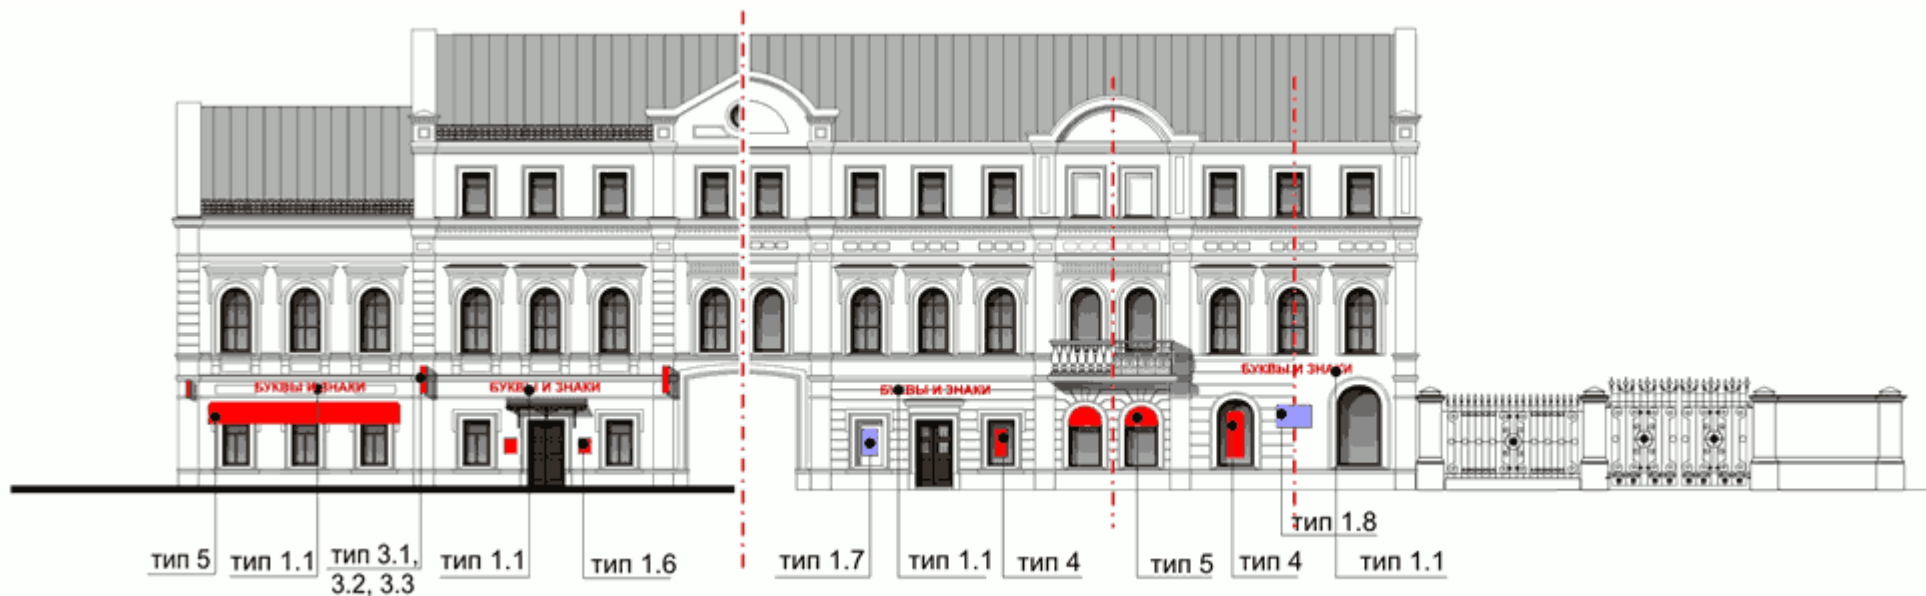 БУКВЫ И ЗНАКИ
БУКВЫ И ЗНАКИ
БУКВЫ И ЗНАКИ
БУКВЫ И ЗНАКИ
тип 5
тип 1.1
тип 3.1,
3.2, 3.3
тип 1.1
тип 1.6
тип 1.7
тип 1.1
тип 4
тип 5
тип 4
тип 1.8
тип 1.1